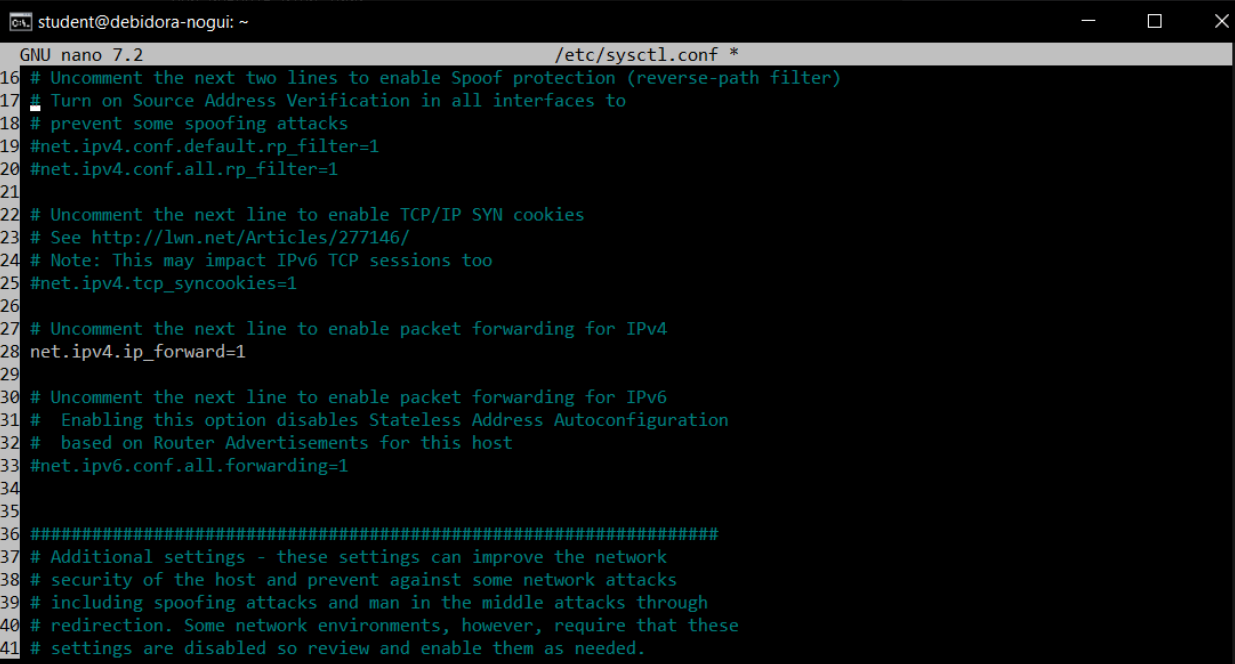 student@debidora-nogui: ~
GNU nano 7.2 /etc/sysctl.conf *
16 # Uncomment the next two lines to enable Spoof protection (reverse-path filter)
17 # Turn on Source Address Verification in all interfaces to
18 # prevent some spoofing attacks
19 #net.ipv4.conf.default.rp_filter=1
20 #net.ipv4.conf.all.rp_filter=1
21
22 # Uncomment the next line to enable TCP/IP SYN cookies
23 # See http://lwn.net/Articles/277146/
24 # Note: This may impact IPv6 TCP sessions too
25 #net.ipv4.tcp_syncookies=1
26
27 # Uncomment the next line to enable packet forwarding for IPv4
28 net.ipv4.ip_forward=1
29
30 # Uncomment the next line to enable packet forwarding for IPv6
31 #  Enabling this option disables Stateless Address Autoconfiguration
32 #  based on Router Advertisements for this host
33 #net.ipv6.conf.all.forwarding=1
34
35
36 ###################################################################
37 # Additional settings - these settings can improve the network
38 # security of the host and prevent against some network attacks
39 # including spoofing attacks and man in the middle attacks through
40 # redirection. Some network environments, however, require that these
41 # settings are disabled so review and enable them as needed.